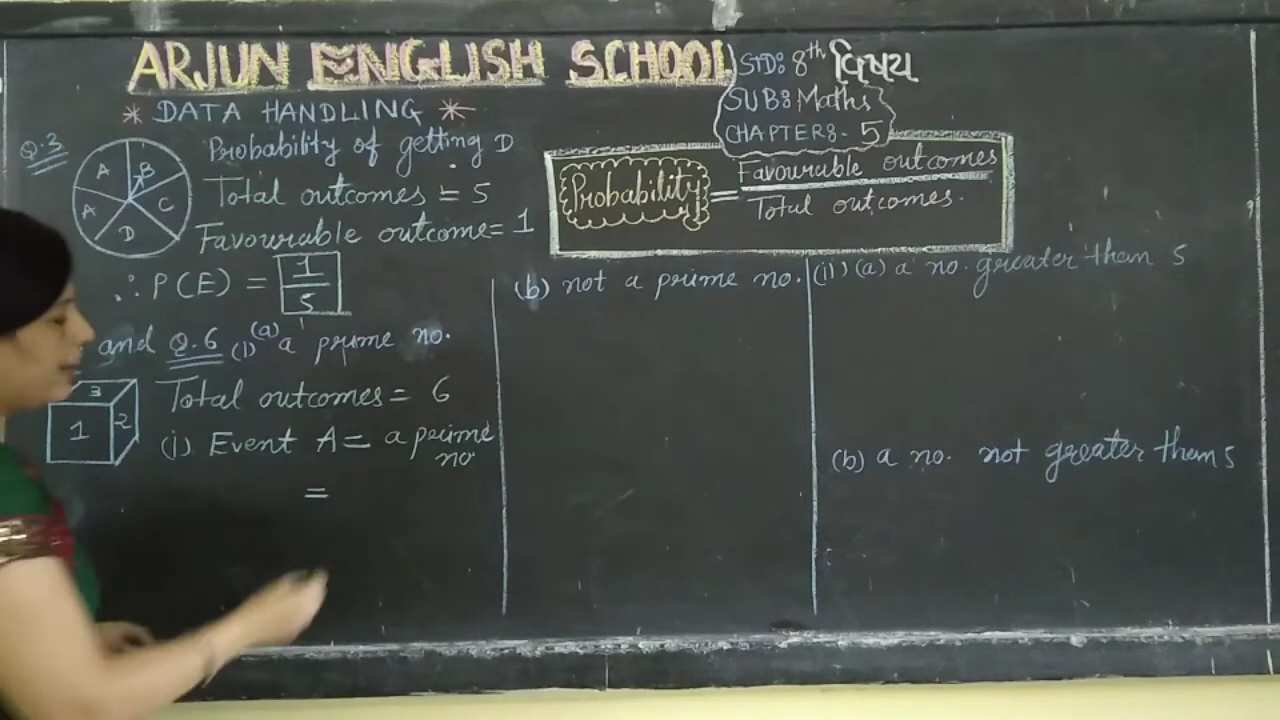 ARJUN ENGLISH SCHOOL
STD: 8th વિષય
SUB: Maths
CHAPTER:- 5
* DATA HANDLING *
Q.3
A B C D A
Probability of getting D
Total outcomes = 5
Favourable outcome = 1
∴ P(E) = 1/5
Probability = Favourable outcomes
Total outcomes.
and Q.6 (i) (a) a prime no.
3
1 2
Total outcomes = 6
(i) Event A = a prime
no.
=
(b) not a prime no.
(ii) (a) a no. greater than 5
(b) a no. not greater than 5